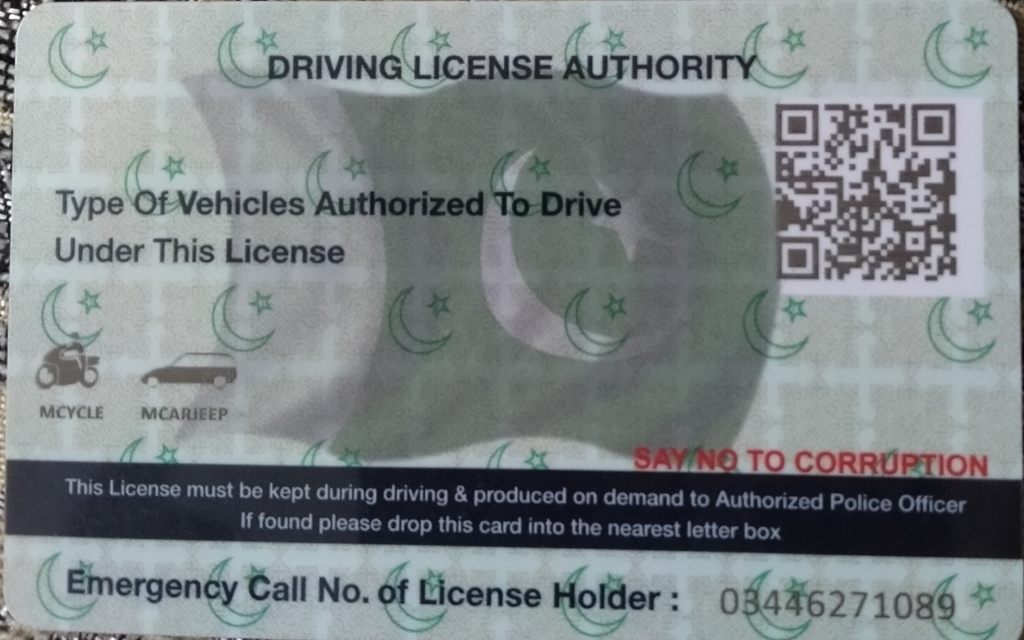 DRIVING LICENSE AUTHORITY
Type Of Vehicles Authorized To Drive
Under This License
MCYCLE MCARJEEP
SAY NO TO CORRUPTION
This License must be kept during driving & produced on demand to Authorized Police Officer
If found please drop this card into the nearest letter box
Emergency Call No. of License Holder : 03446271089